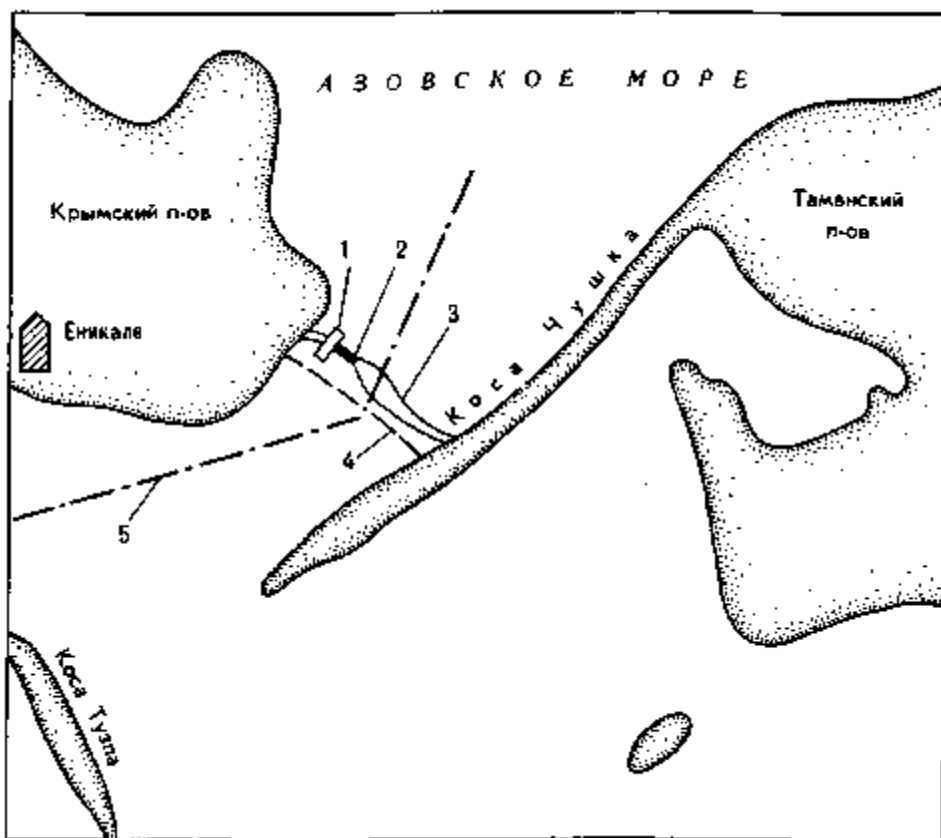 АЗОВСКОЕ МОРЕ
Крымский п-ов
Таманский
п-ов
1
2
3
Еникале
Коса Чушка
4
5
Коса Тузла